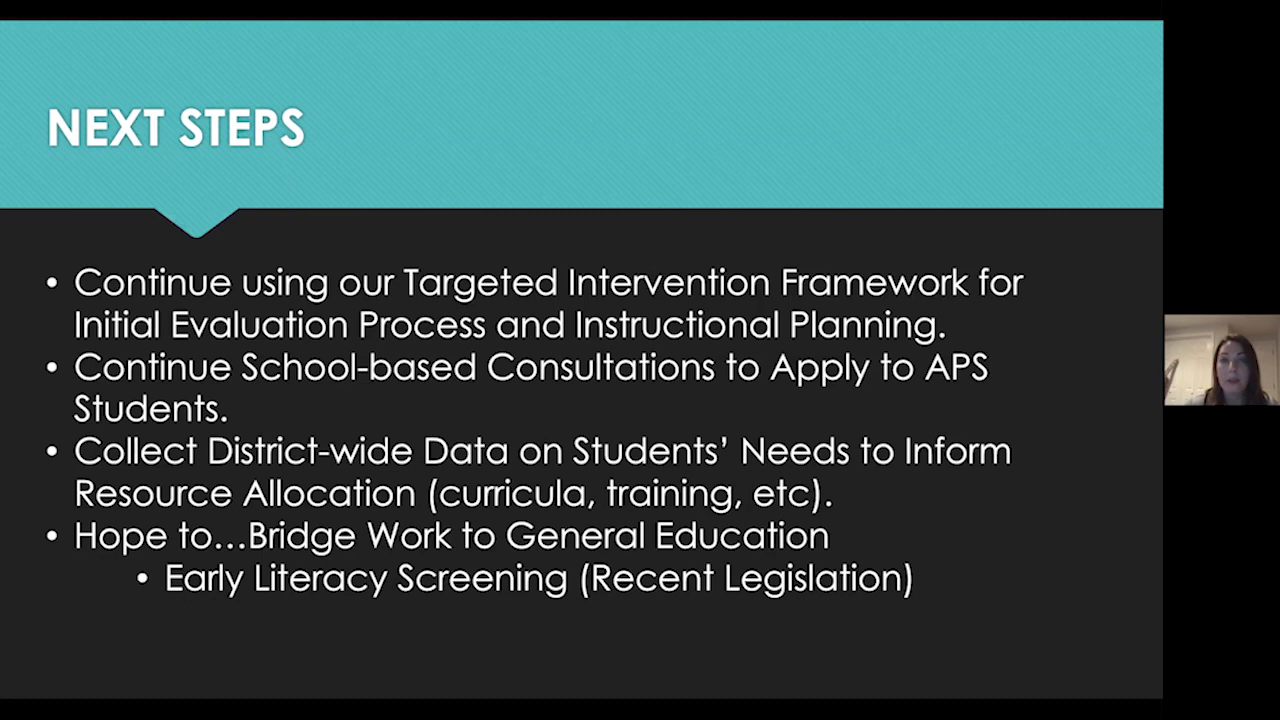 NEXT STEPS
• Continue using our Targeted Intervention Framework for
Initial Evaluation Process and Instructional Planning.
• Continue School-based Consultations to Apply to APS
Students.
• Collect District-wide Data on Students’ Needs to Inform
Resource Allocation (curricula, training, etc).
• Hope to…Bridge Work to General Education
• Early Literacy Screening (Recent Legislation)